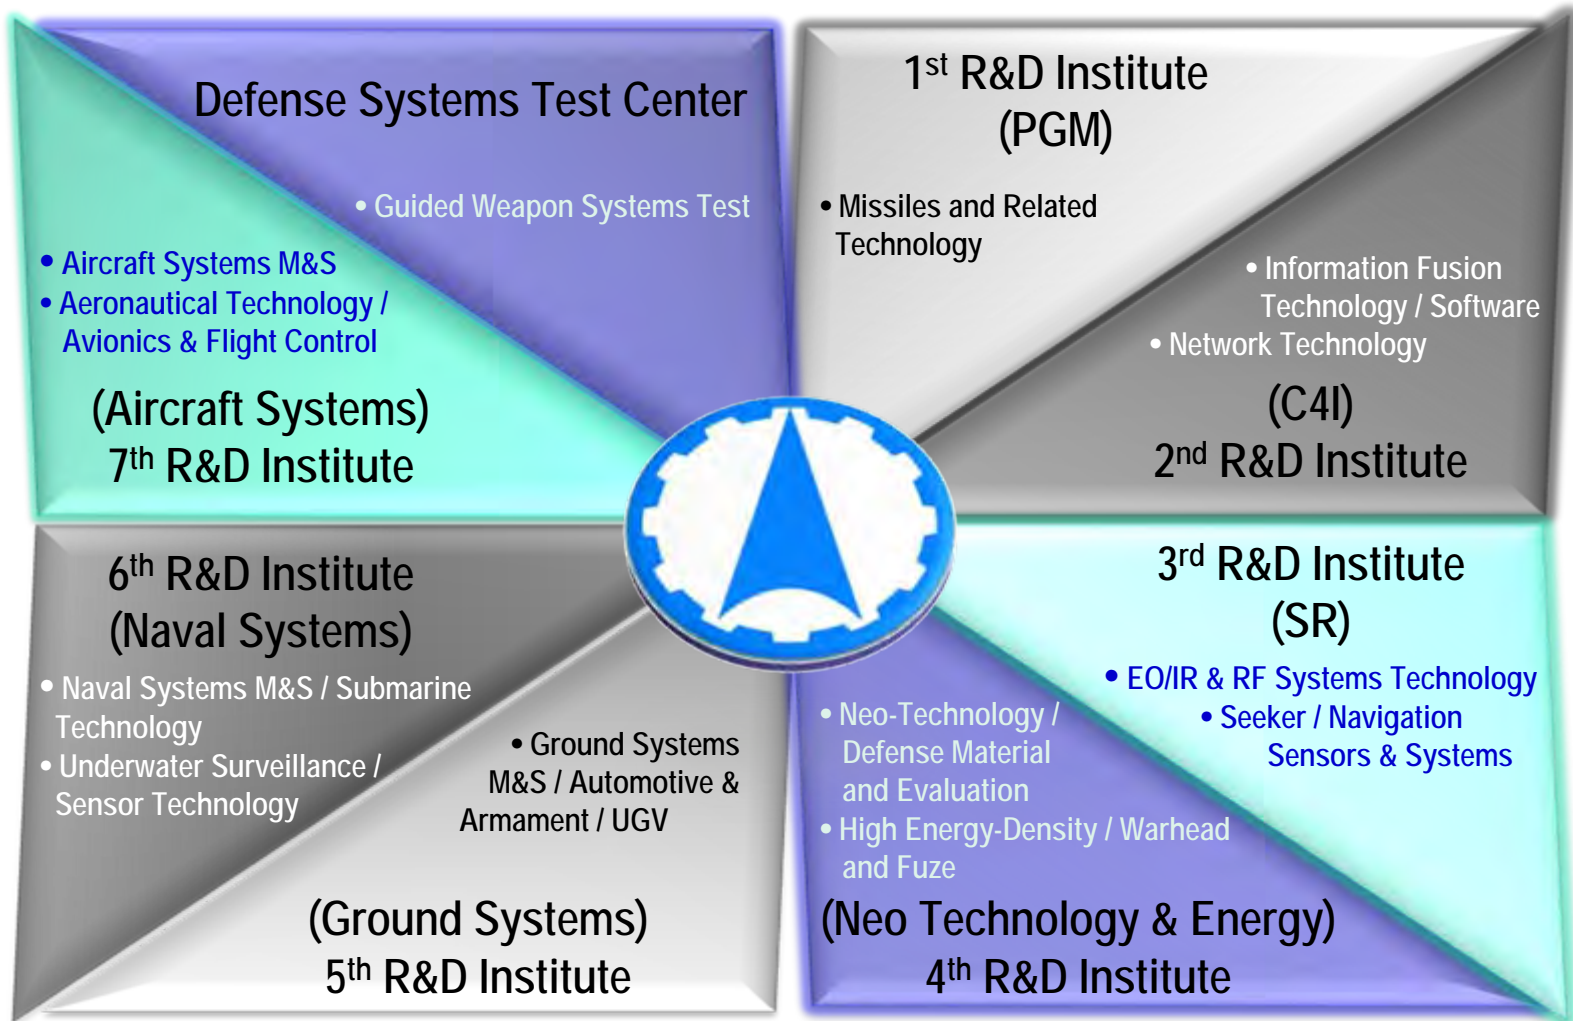 Defense Systems Test Center
• Guided Weapon Systems Test
1st R&D Institute
(PGM)
• Missiles and Related
Technology
• Information Fusion
Technology / Software
• Network Technology
(C4I)
2nd R&D Institute
3rd R&D Institute
(SR)
• EO/IR & RF Systems Technology
• Seeker / Navigation
Sensors & Systems
• Neo-Technology /
Defense Material
and Evaluation
• High Energy-Density / Warhead
and Fuze
(Neo Technology & Energy)
4th R&D Institute
• Ground Systems
M&S / Automotive &
Armament / UGV
(Ground Systems)
5th R&D Institute
6th R&D Institute
(Naval Systems)
• Naval Systems M&S / Submarine
Technology
• Underwater Surveillance /
Sensor Technology
• Aircraft Systems M&S
• Aeronautical Technology /
Avionics & Flight Control
(Aircraft Systems)
7th R&D Institute